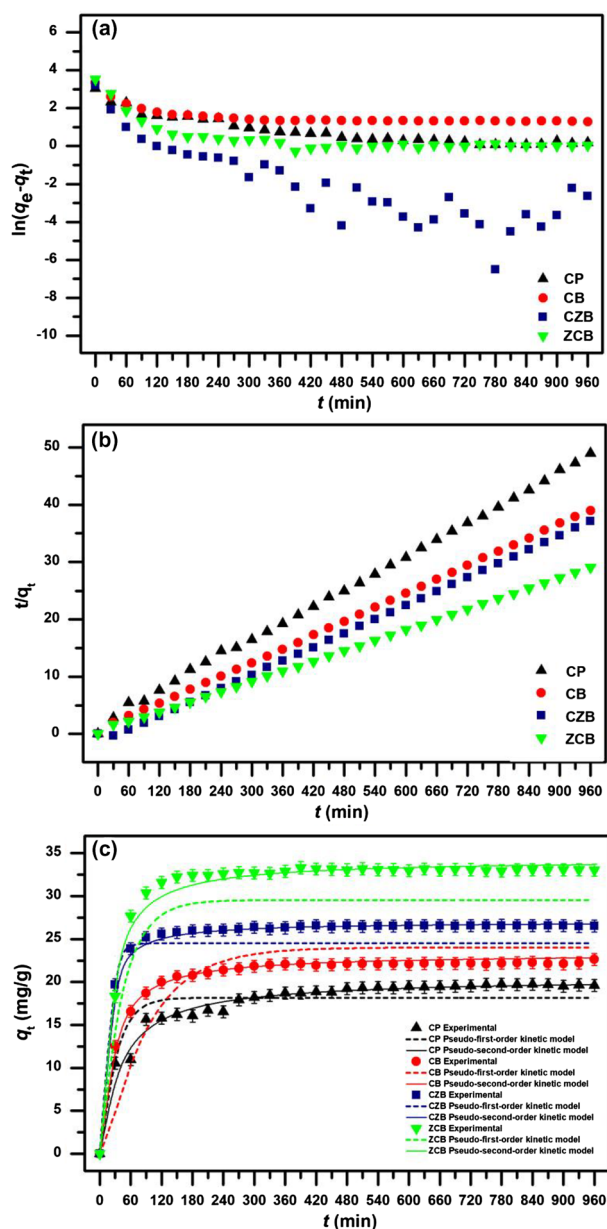 (a)
6
4
2
0
-2
-4
-6
-8
-10
ln(qe-qt)
CP
CB
CZB
ZCB
0 60 120 180 240 300 360 420 480 540 600 660 720 780 840 900 960
t (min)
(b)
50
40
30
20
10
0
t/qt
CP
CB
CZB
ZCB
0 60 120 180 240 300 360 420 480 540 600 660 720 780 840 900 960
t (min)
(c)
35
30
25
20
15
10
5
0
qt (mg/g)
CP Experimental
CP Pseudo-first-order kinetic model
CP Pseudo-second-order kinetic model
CB Experimental
CB Pseudo-first-order kinetic model
CB Pseudo-second-order kinetic model
CZB Experimental
CZB Pseudo-first-order kinetic model
CZB Pseudo-second-order kinetic model
ZCB Experimental
ZCB Pseudo-first-order kinetic model
ZCB Pseudo-second-order kinetic model
0 60 120 180 240 300 360 420 480 540 600 660 720 780 840 900 960
t (min)